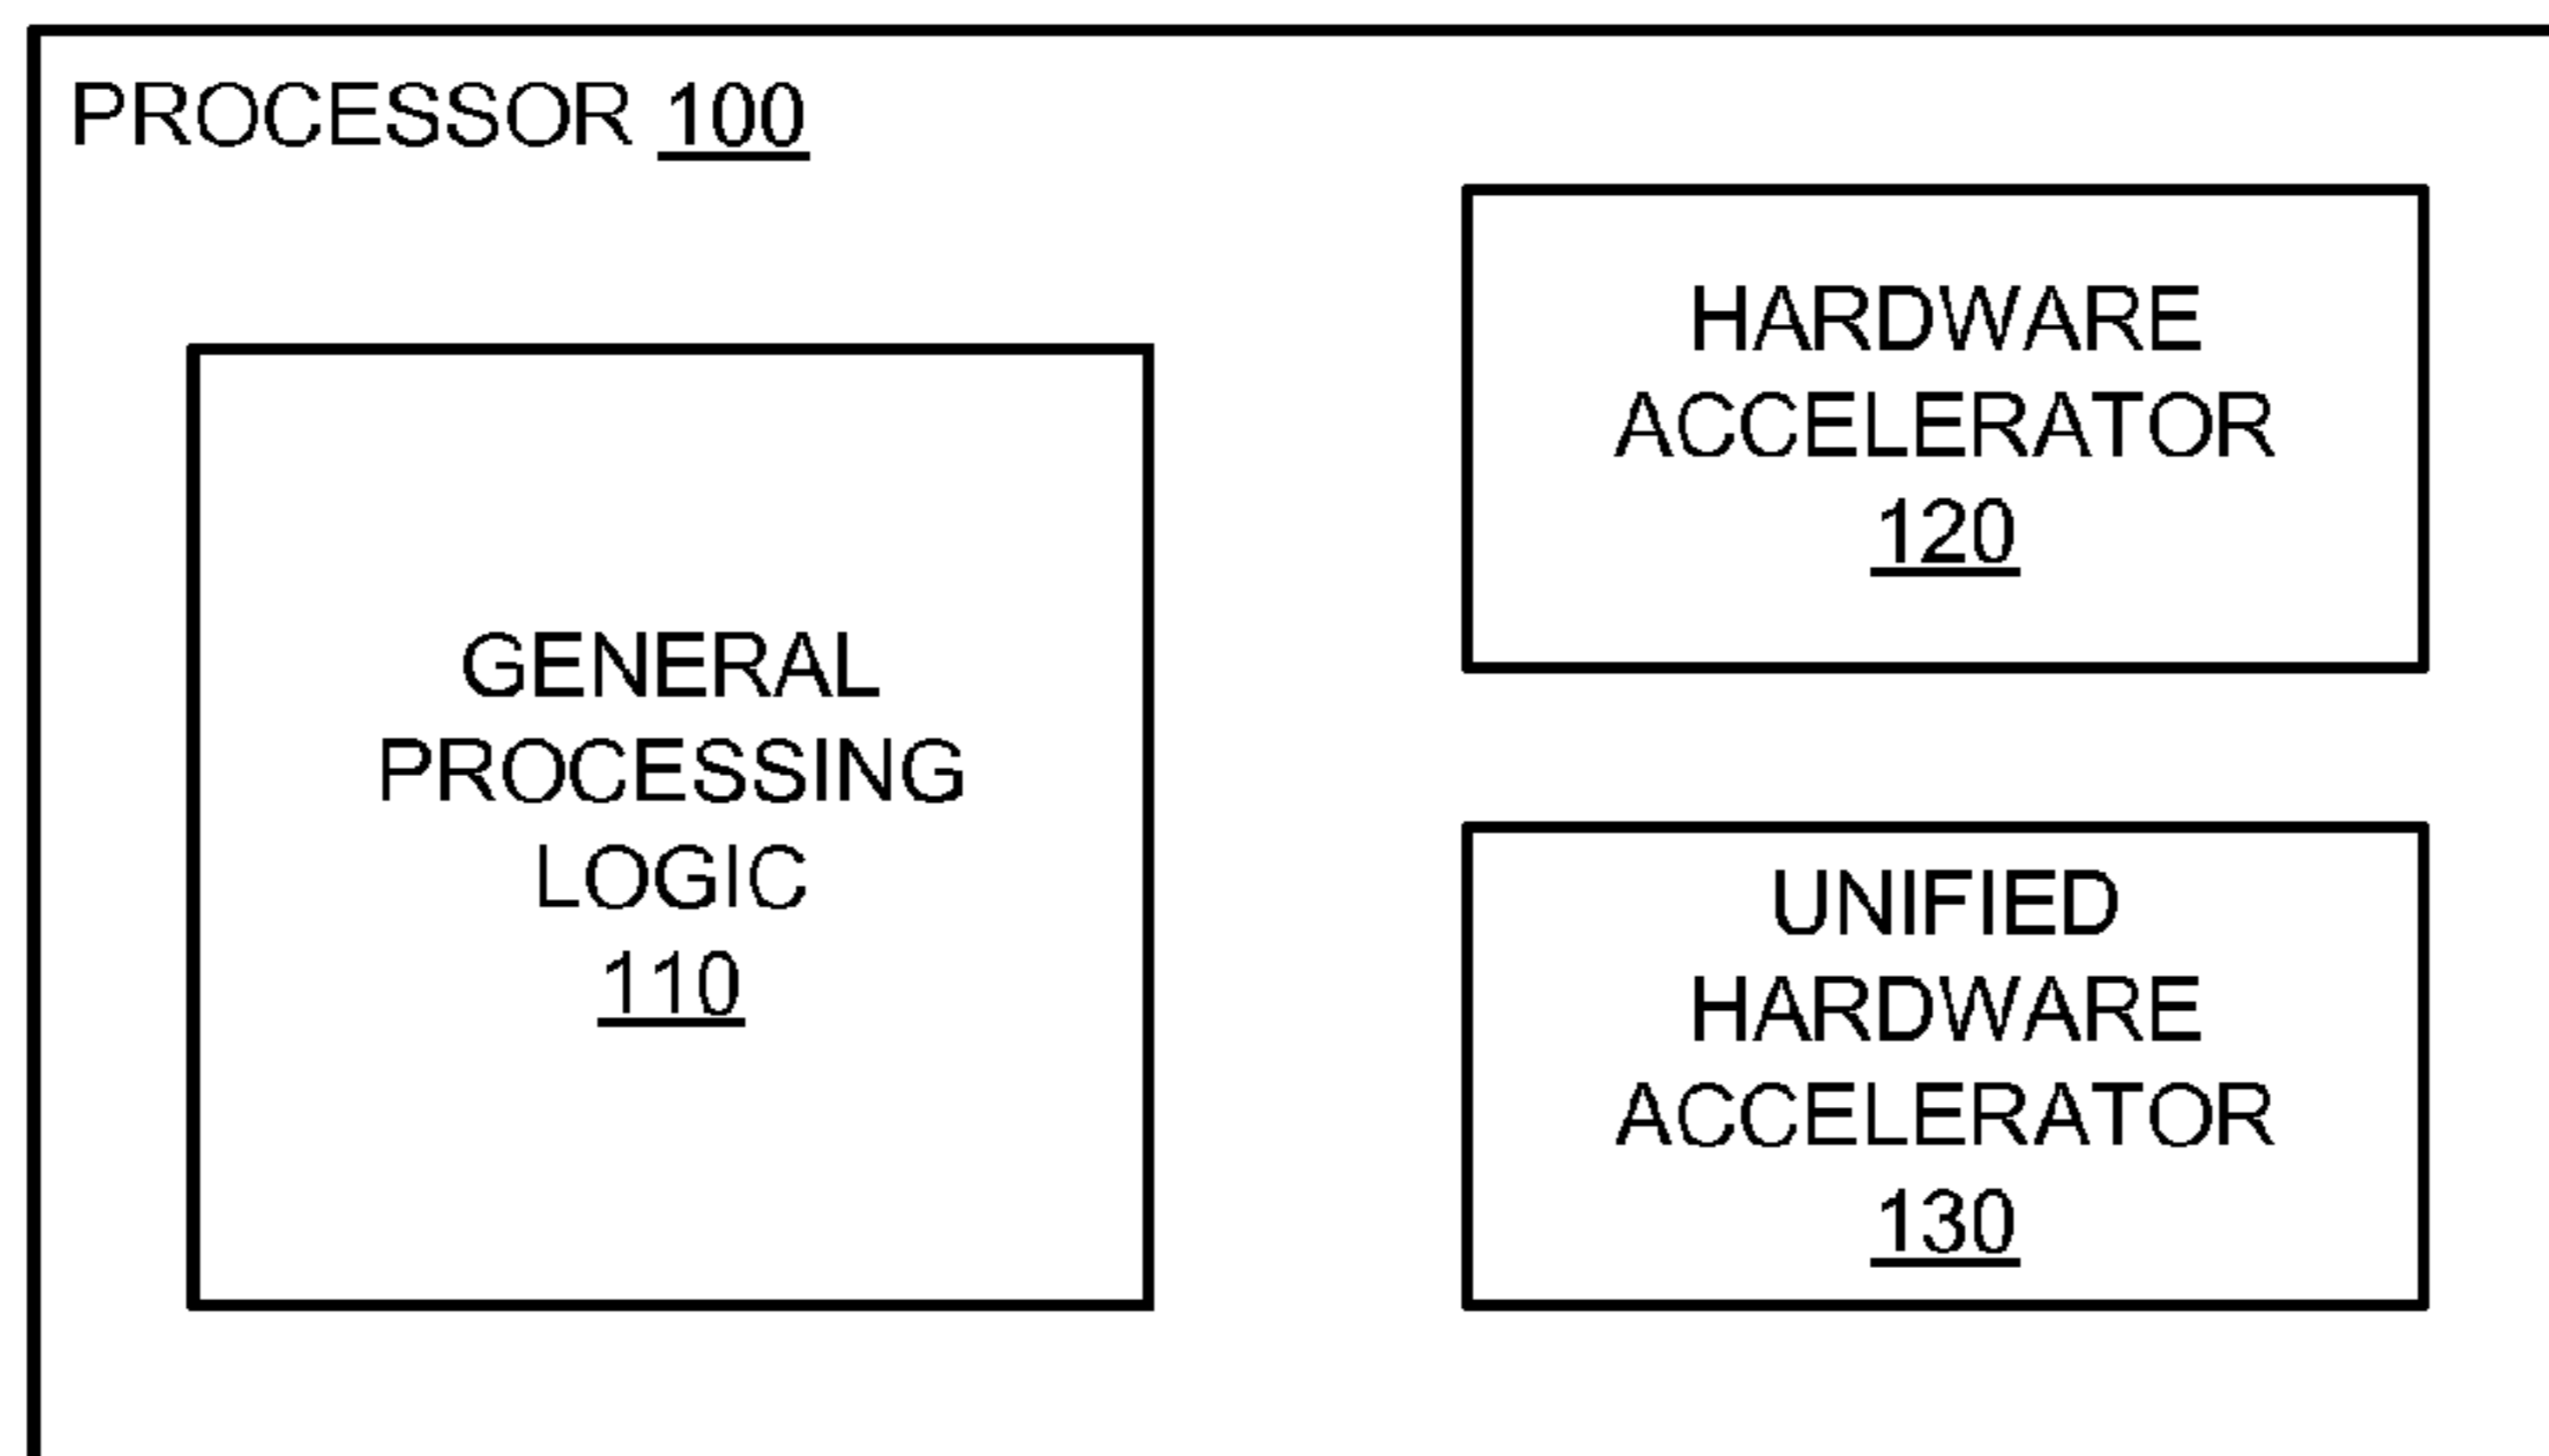 PROCESSOR 100
GENERAL
PROCESSING
LOGIC
110
HARDWARE
ACCELERATOR
120
UNIFIED
HARDWARE
ACCELERATOR
130